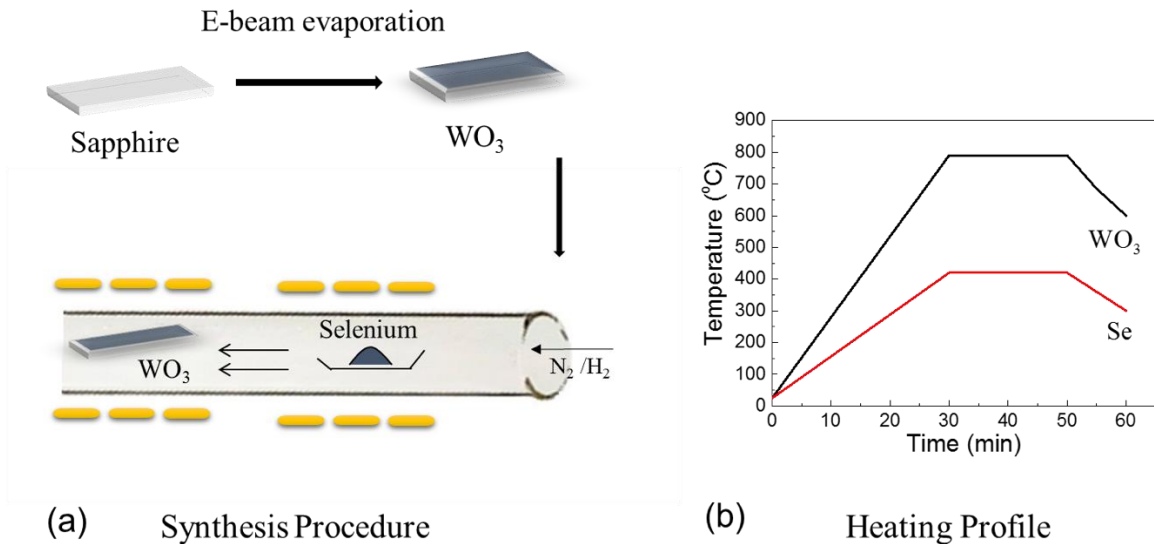 E-beam evaporation
Sapphire
WO₃
Selenium
WO₃
N₂ /H₂
(a) Synthesis Procedure
900
800
700
600
500
400
300
200
100
0
Temperature (°C)
WO₃
Se
0 10 20 30 40 50 60
Time (min)
(b) Heating Profile